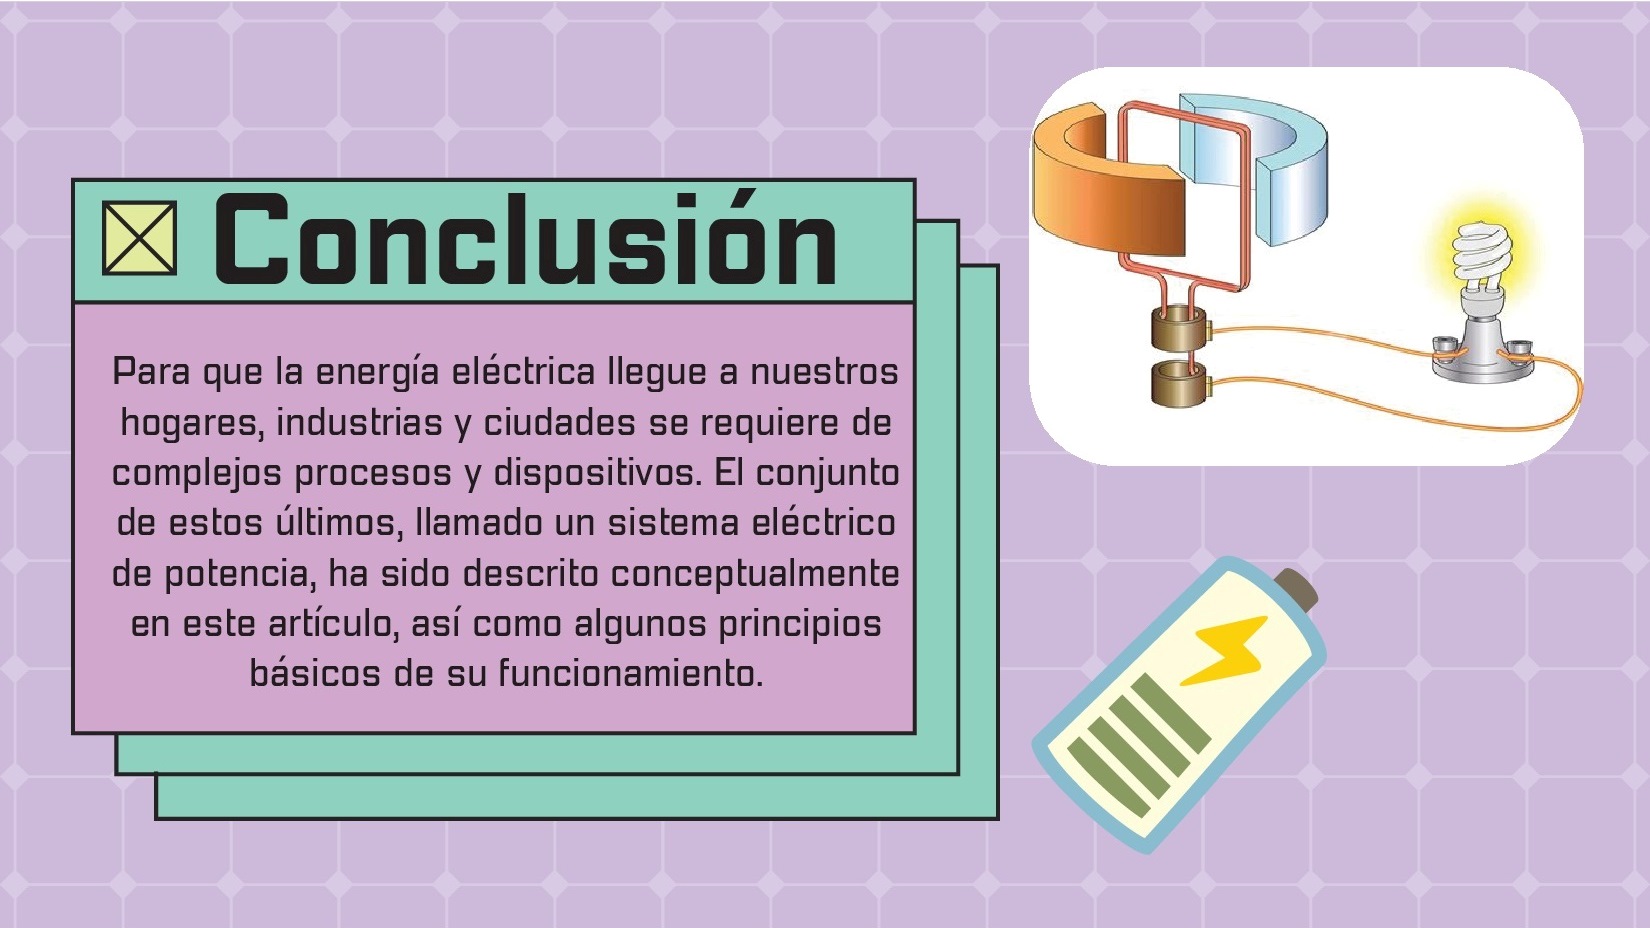 Conclusión
Para que la energía eléctrica llegue a nuestros
hogares, industrias y ciudades se requiere de
complejos procesos y dispositivos. El conjunto
de estos últimos, llamado un sistema eléctrico
de potencia, ha sido descrito conceptualmente
en este artículo, así como algunos principios
básicos de su funcionamiento.